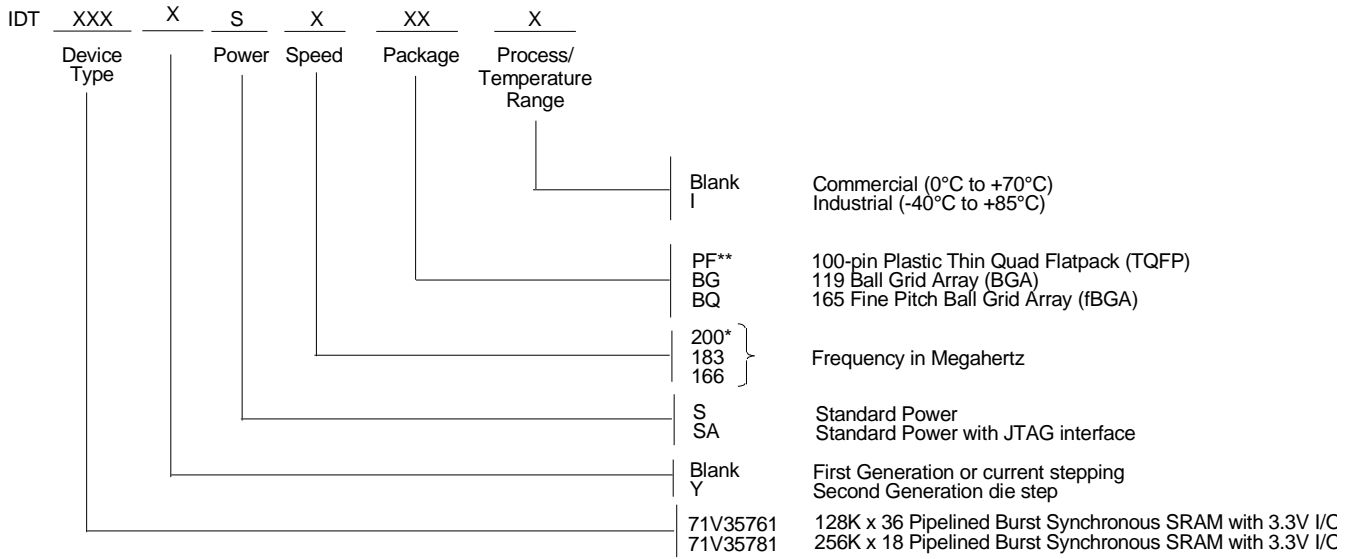 IDT XXX X S X XX X
Device Type
Power
Speed
Package
Process/ Temperature Range
Blank Commercial (0°C to +70°C)
I Industrial (-40°C to +85°C)
PF** 100-pin Plastic Thin Quad Flatpack (TQFP)
BG 119 Ball Grid Array (BGA)
BQ 165 Fine Pitch Ball Grid Array (fBGA)
200*
183 Frequency in Megahertz
166
S Standard Power
SA Standard Power with JTAG interface
Blank First Generation or current stepping
Y Second Generation die step
71V35761 128K x 36 Pipelined Burst Synchronous SRAM with 3.3V I/O
71V35781 256K x 18 Pipelined Burst Synchronous SRAM with 3.3V I/O